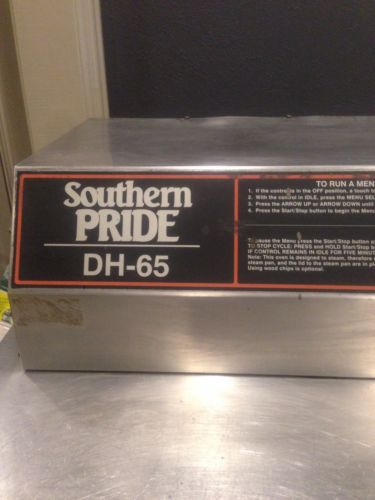 Southern
PRIDE
DH-65
TO RUN A MEN
1. If the control is in the OFF position, a touch t
2. With the control in IDLE, press the MENU SEL
3. Press the ARROW UP or ARROW DOWN until
4. Press the Start/Stop button to begin the Menu
To pause the Menu press the Start/Stop button o
TO STOP CYCLE: PRESS and HOLD Start/Stop b
IF CONTROL REMAINS IN IDLE FOR FIVE MINUT
Note: This oven is designed to steam, therefore
steam pan, and the lid to the steam pan are in pla
Using wood chips is optional.